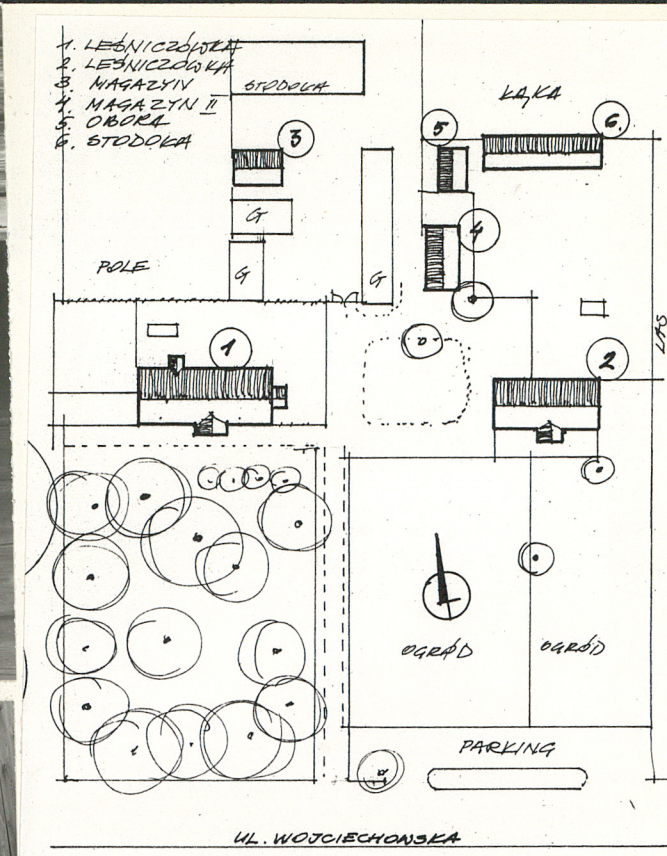 1. LEŚNICZÓWKA
2. LEŚNICZÓWKA
3 MAGAZYN
4. MAGAZYN II
5 OBORA
6. STODOŁA
STODOŁA
ŁĄKA
3
5
6.
G
4
POLE
G
G
1
2
LAS
OGRÓD
OGRÓD
PARKING
UL. WOJCIECHOWSKA